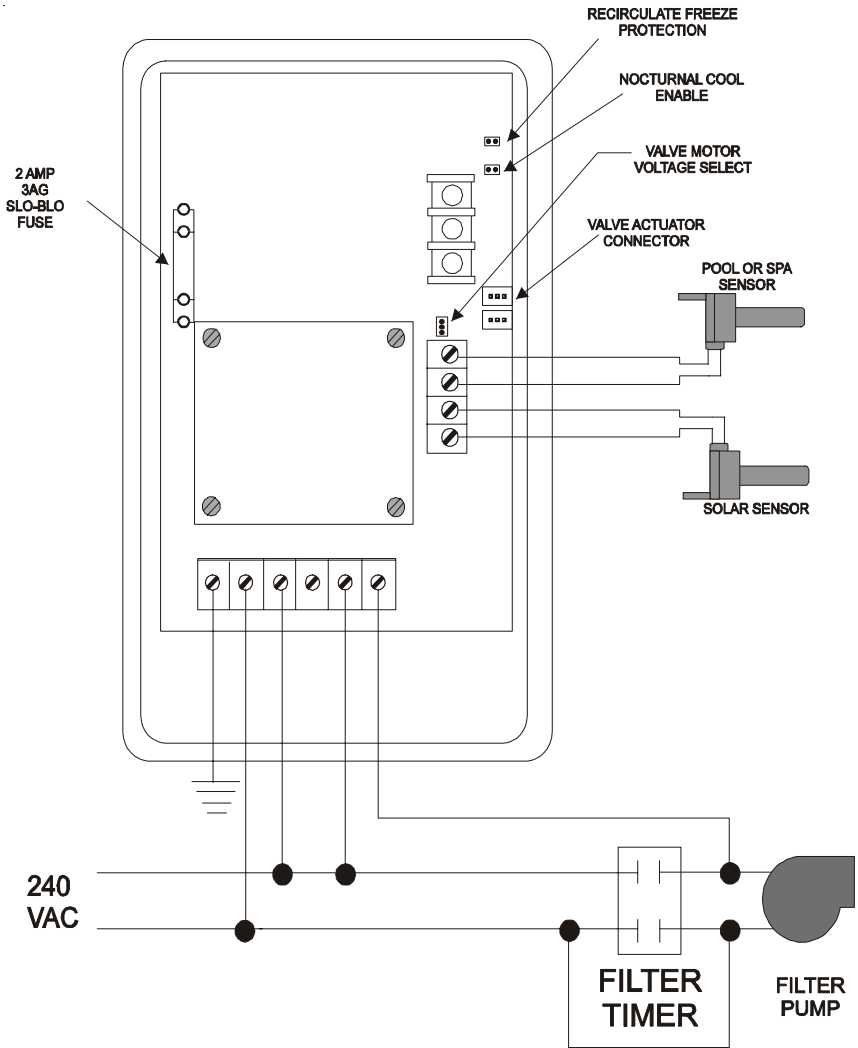 RECIRCULATE FREEZE
PROTECTION
NOCTURNAL COOL
ENABLE
VALVE MOTOR
VOLTAGE SELECT
2 AMP
3AG
SLO-BLO
FUSE
VALVE ACTUATOR
CONNECTOR
POOL OR SPA
SENSOR
SOLAR SENSOR
240
VAC
FILTER
TIMER
FILTER
PUMP